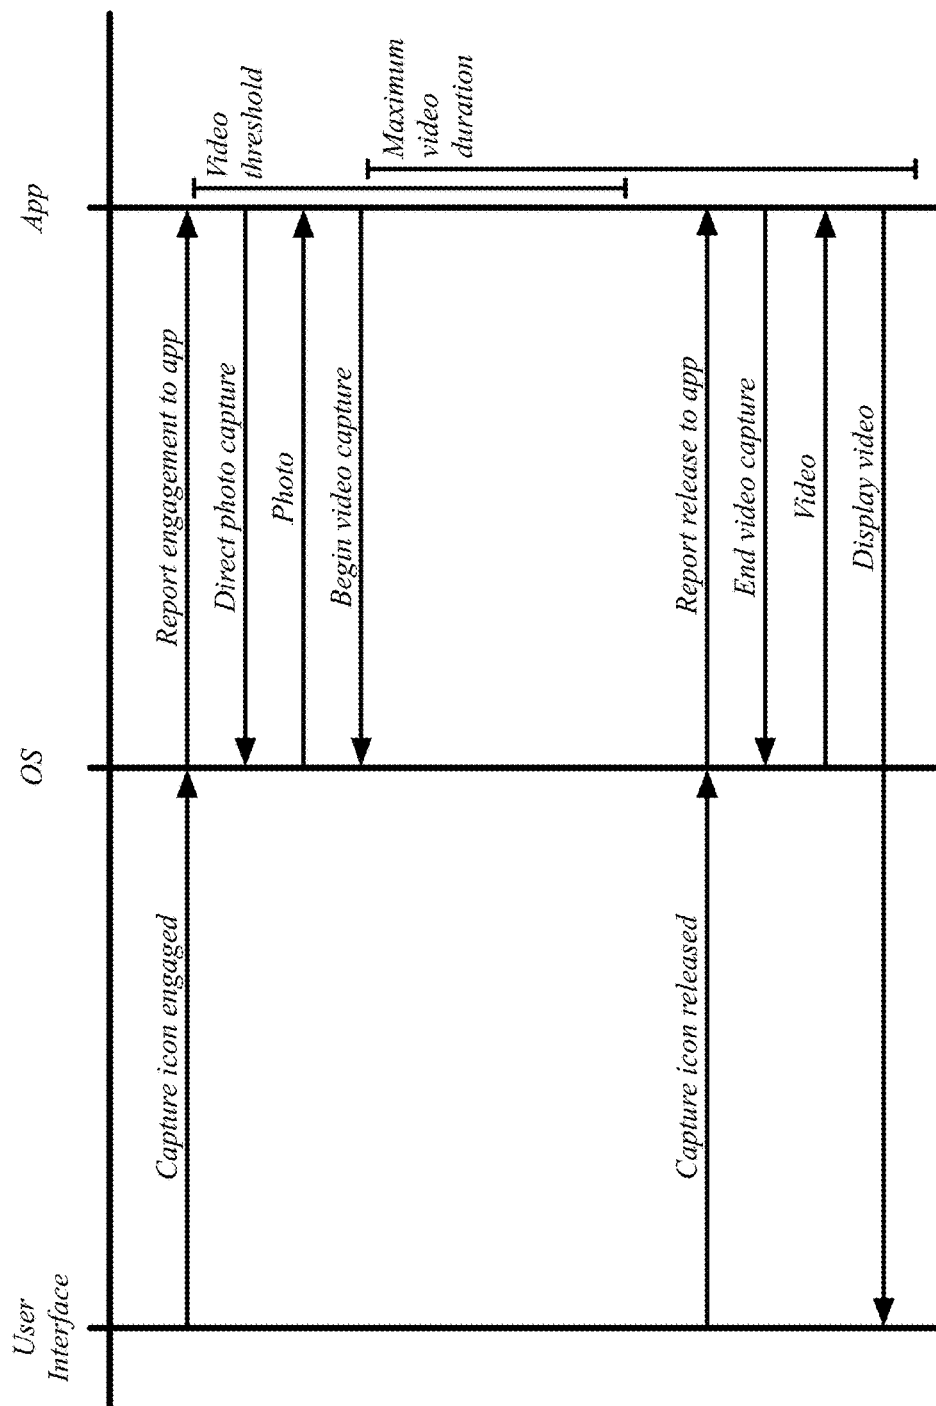 User
Interface
OS
App
Capture icon engaged
Report engagement to app
Video
threshold
Direct photo capture
Photo
Begin video capture
Maximum
video
duration
Capture icon released
Report release to app
End video capture
Video
Display video